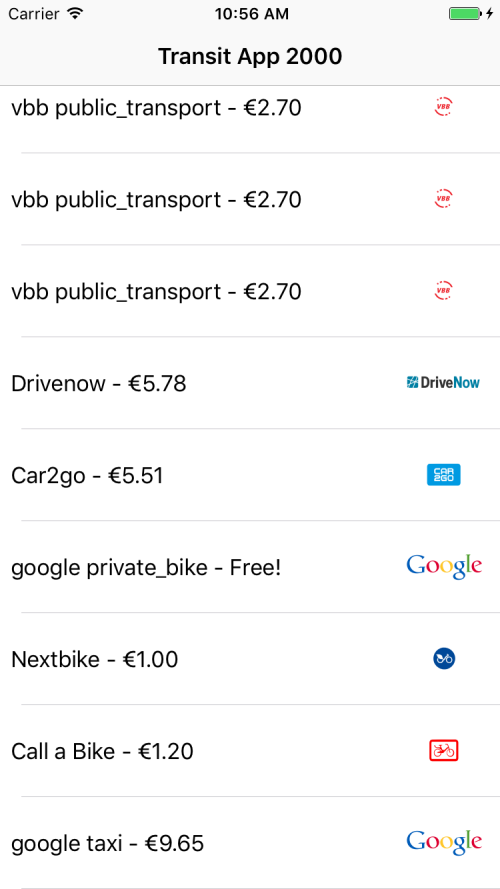 Carrier 10:56 AM
Transit App 2000
vbb public_transport - €2.70 VBB
vbb public_transport - €2.70 VBB
vbb public_transport - €2.70 VBB
Drivenow - €5.78 DriveNow
Car2go - €5.51 CAR2GO
google private_bike - Free! Google
Nextbike - €1.00
Call a Bike - €1.20
google taxi - €9.65 Google